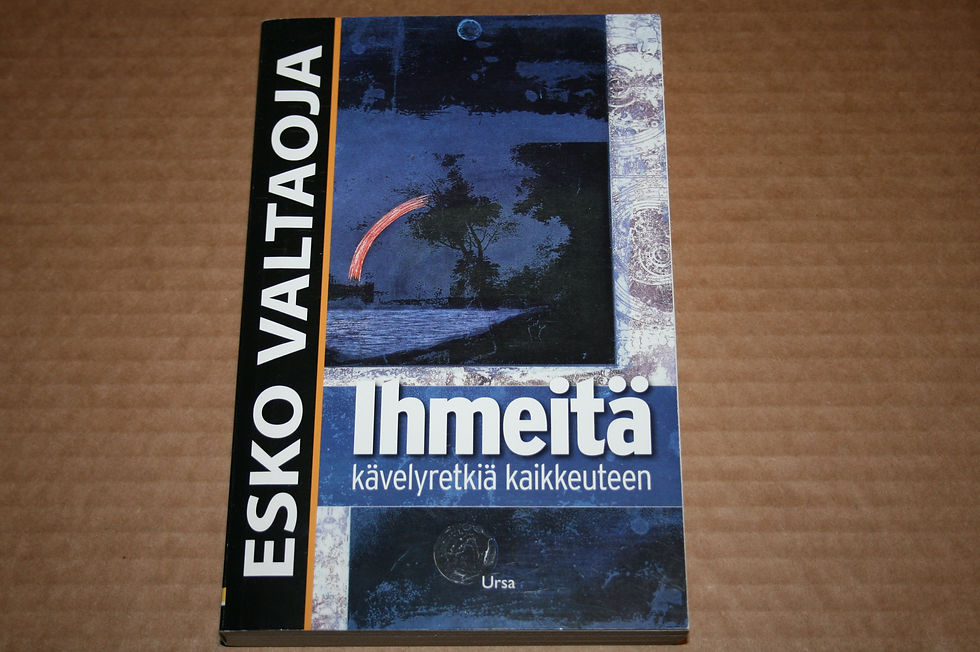 ESKO VALTAOJA
Ihmeitä
kävelyretkiä kaikkeuteen
Ursa